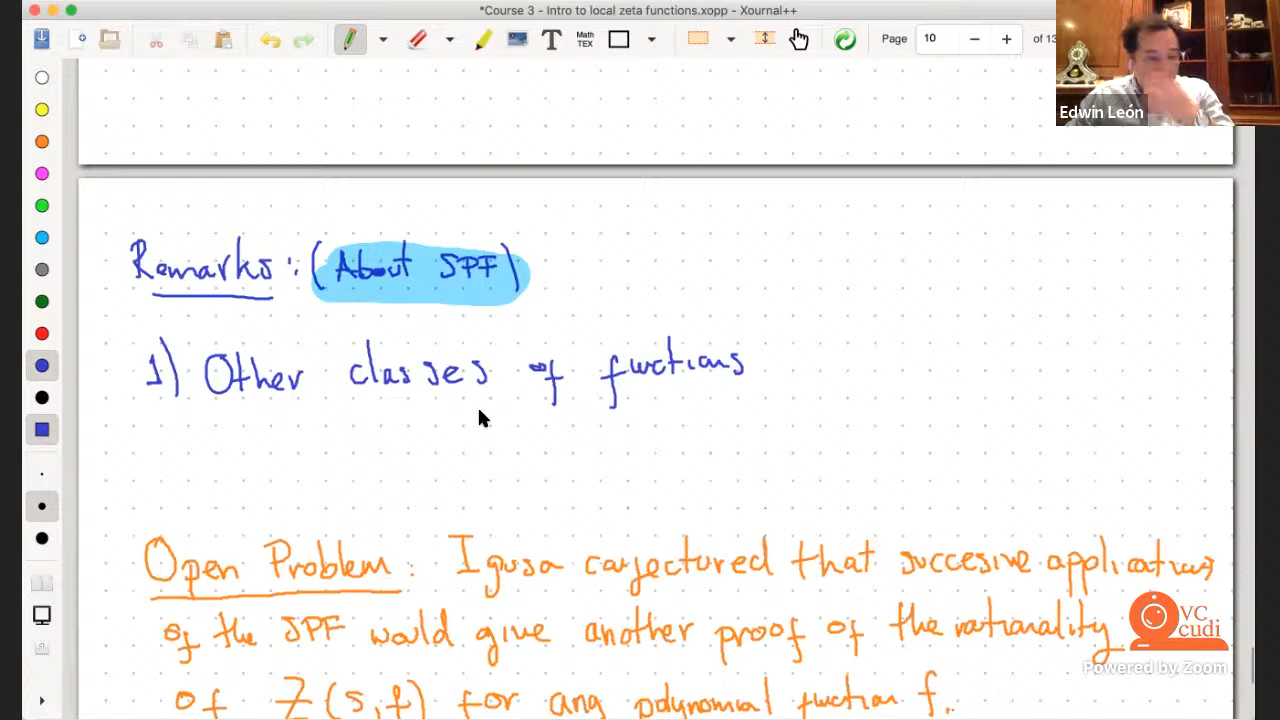 *Course 3 - Intro to local zeta functions.xopp - Xournal++
T
Math
TEX
Page 10 of 13
Edwin León
Remarks: (About SPF)
1) Other classes of functions
Open Problem: Igusa conjectured that succesive applications
of the SPF would give another proof of the rationality
of Z(s,f) for any polynomial function f.
VC
cudi
Powered by Zoom